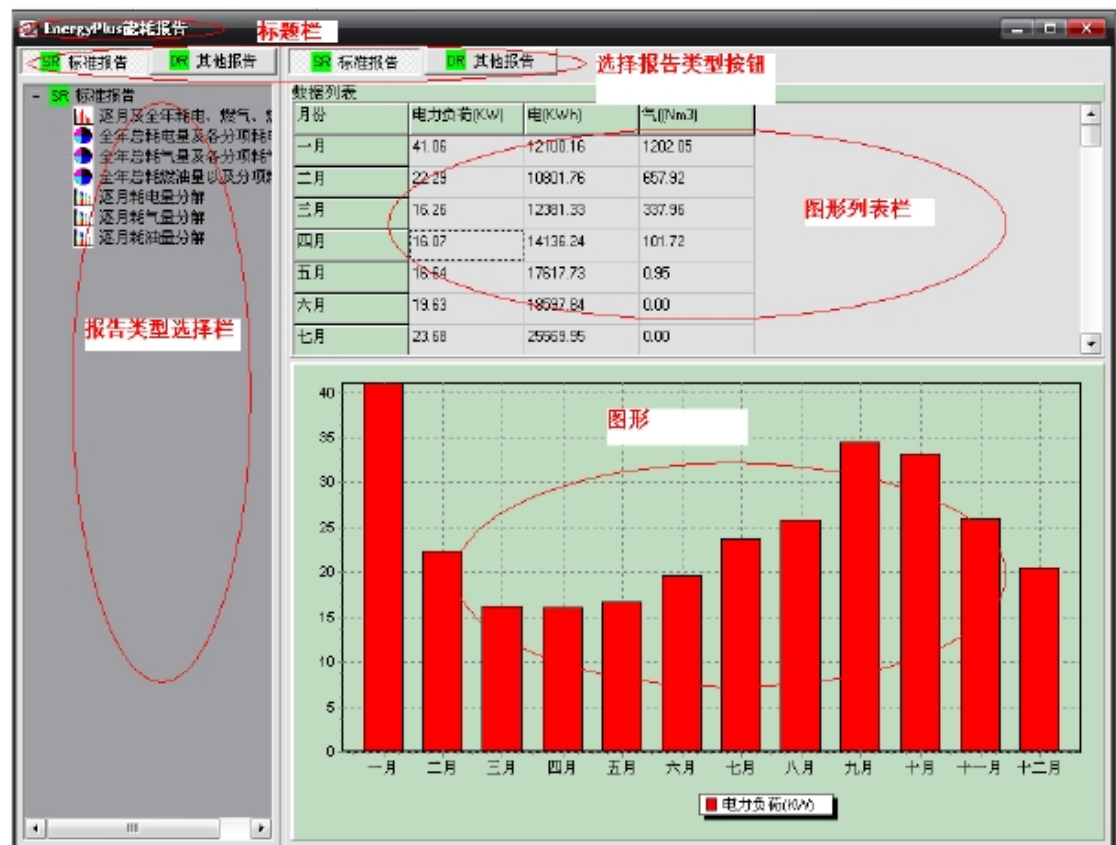 EnergyPlus能耗报告
标题栏
SR 标准报告 DR 其他报告
SR 标准报告 DR 其他报告
选择报告类型按钮
- SR 标准报告
逐月及全年耗电、燃气、
全年总耗电量及各分项耗
全年总耗气量及各分项耗
全年总耗燃油量以及分项
逐月耗电量分解
逐月耗气量分解
逐月耗油量分解
报告类型选择栏
数据列表
月份 电力负荷(KW) 电(KWh) 气((Nm3)
一月 41.06 12100.16 1202.05
二月 22.29 10801.76 657.92
三月 16.26 12381.33 337.96
四月 16.07 14136.24 101.72
五月 16.64 17617.73 0.95
六月 19.63 18597.84 0.00
七月 23.68 25569.95 0.00
图形列表栏
图形
40
35
30
25
20
15
10
5
0
一月 二月 三月 四月 五月 六月 七月 八月 九月 十月 十一月 十二月
电力负荷(KW)